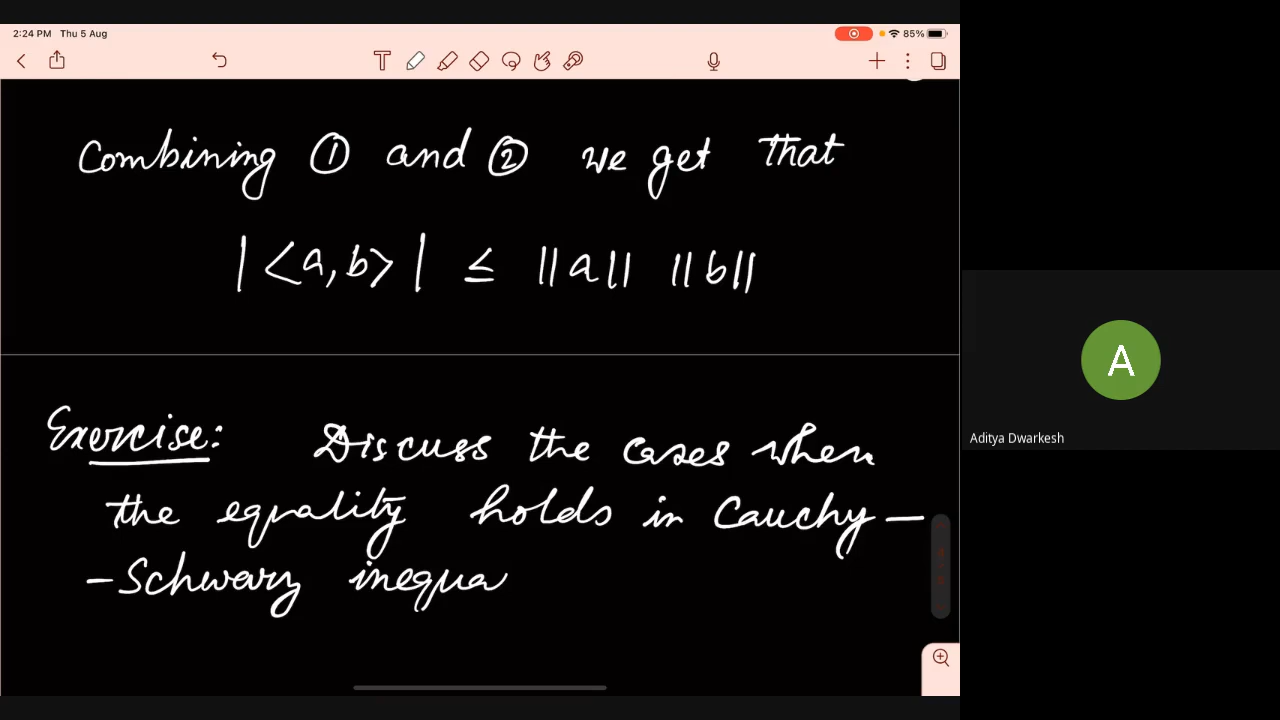 2:24 PM Thu 5 Aug
85%
Combining ① and ② we get that
|<a,b>| ≤ ||a|| ||b||
Exercise: Discuss the cases when
the equality holds in Cauchy –
– Schwarz inequa
A
Aditya Dwarkesh